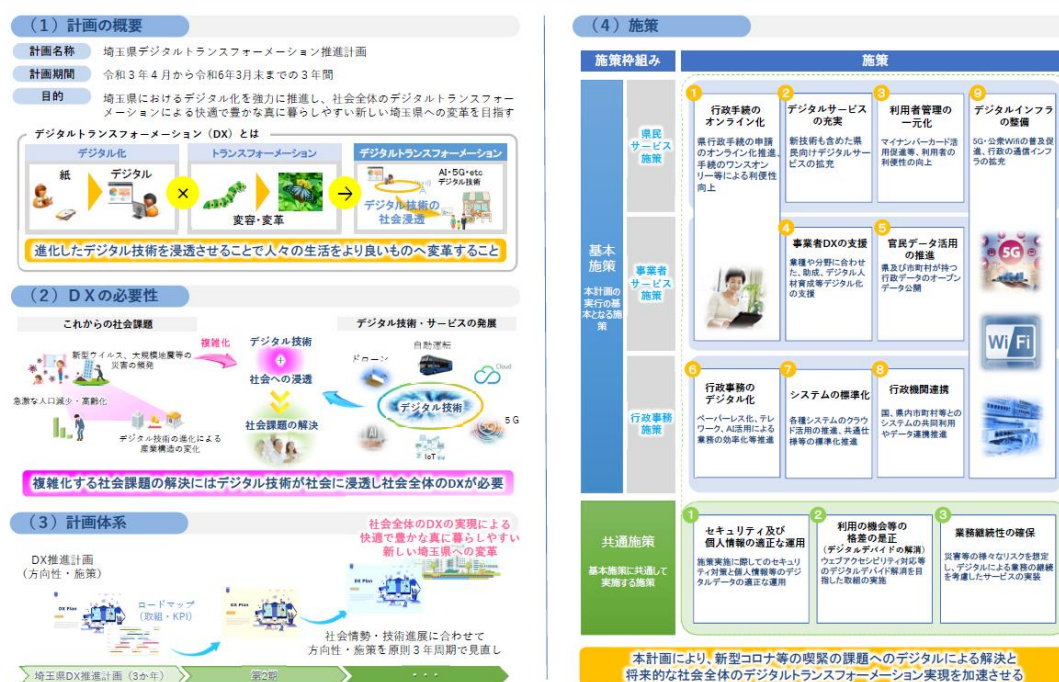 （1）計画の概要
計画名称
埼玉県デジタルトランスフォーメーション推進計画
計画期間
令和３年４月から令和6年3月末までの３年間
目的
埼玉県におけるデジタル化を強力に推進し、社会全体のデジタルトランスフォー
メーションによる快適で豊かな真に暮らしやすい新しい埼玉県への変革を目指す
デジタルトランスフォーメーション（DX）とは
デジタル化
紙
デジタル
×
トランスフォーメーション
変容・変革
→
デジタルトランスフォーメーション
AI・5G・etc
デジタル技術
デジタル技術の
社会浸透
進化したデジタル技術を浸透させることで人々の生活をより良いものへ変革すること
（2）DXの必要性
これからの社会課題
新型ウイルス、大規模地震等の
災害の頻発
急激な人口減少・高齢化
デジタル技術の進化による
産業構造の変化
複雑化
デジタル技術
+
社会への浸透
社会課題の解決
デジタル技術・サービスの発展
自動運転
ドローン
Cloud
デジタル技術
5G
AI
IoT
複雑化する社会課題の解決にはデジタル技術が社会に浸透し社会全体のDXが必要
（3）計画体系
社会全体のDXの実現による
快適で豊かな真に暮らしやすい
新しい埼玉県への変革
DX推進計画
（方向性・施策）
DX Plan
ロードマップ
（取組・KPI）
DX Plan
DX Plan
社会情勢・技術進展に合わせて
方向性・施策を原則３年周期で見直し
埼玉県DX推進計画（3か年）
第2期
・・・
（4）施策
施策枠組み
施策
基本
施策
本計画の
実行の基
本となる施
策
県民
サービス
施策
1
行政手続の
オンライン化
県行政手続の申請
のオンライン化推進、
手続のワンスオン
リー等による利便性
向上
2
デジタルサービス
の充実
新技術も含めた県
民向けデジタルサー
ビスの拡充
3
利用者管理の
一元化
マイナンバーカード活
用促進等、利用者の
利便性の向上
9
デジタルインフラ
の整備
5G・公衆Wifiの普及促
進、行政の通信インフ
ラの拡充
5G
Wi Fi
事業者
サービス
施策
4
事業者DXの支援
業種や分野に合わせ
た、助成、デジタル人
材育成等デジタル化
の支援
5
官民データ活用
の推進
県及び市町村が持つ
行政データのオープン
データ公開
行政事務
施策
6
行政事務の
デジタル化
ペーパーレス化、テレ
ワーク、AI活用による
業務の効率化等推進
7
システムの標準化
各種システムのクラウ
ド活用の推進、共通仕
様等の標準化推進
8
行政機関連携
国、県内市町村等との
システムの共同利用
やデータ連携推進
共通施策
基本施策に共通して
実施する施策
1
セキュリティ及び
個人情報の適正な運用
施策実施に際してのセキュリ
ティ対策と個人情報等のデジ
タルデータの適正な運用
2
利用の機会等の
格差の是正
（デジタルデバイドの解消）
ウェブアクセシビリティ対応等
のデジタルデバイド解消を目
指した取組の実施
3
業務継続性の確保
災害等の様々なリスクを想定
し、デジタルによる業務の継続
を考慮したサービスの実装
本計画により、新型コロナ等の喫緊の課題へのデジタルによる解決と
将来的な社会全体のデジタルトランスフォーメーション実現を加速させる